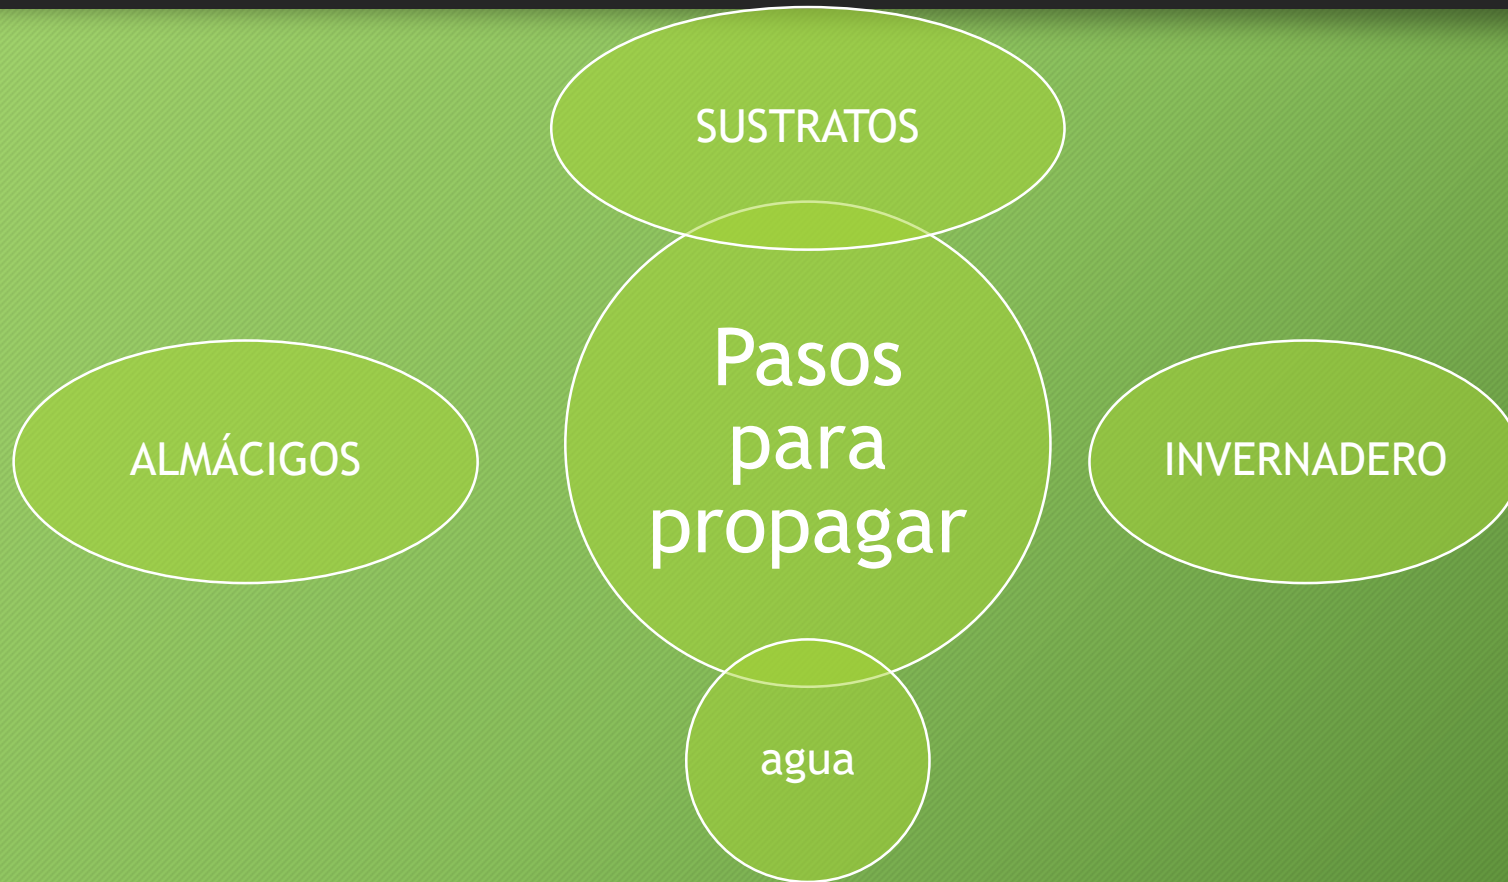 SUSTRATOS
Pasos
para
propagar
ALMÁCIGOS
INVERNADERO
agua